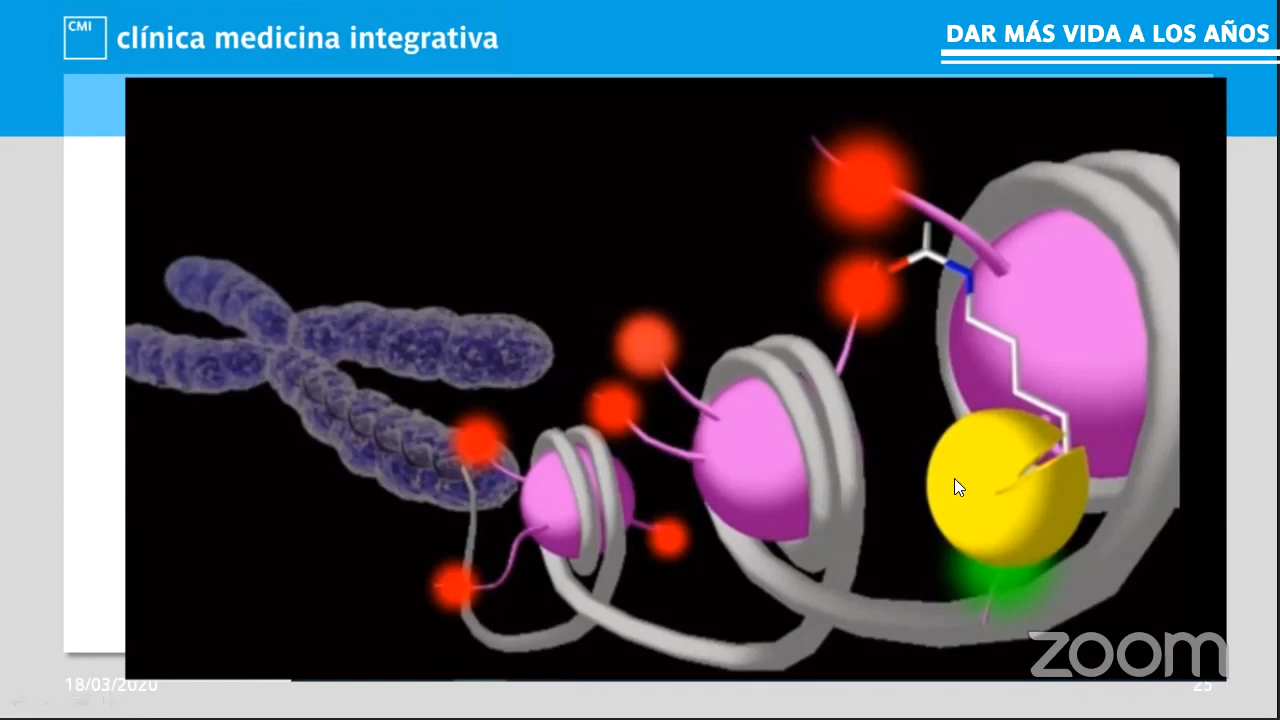 CMI
clínica medicina integrativa
DAR MÁS VIDA A LOS AÑOS
zoom
18/03/2020
25